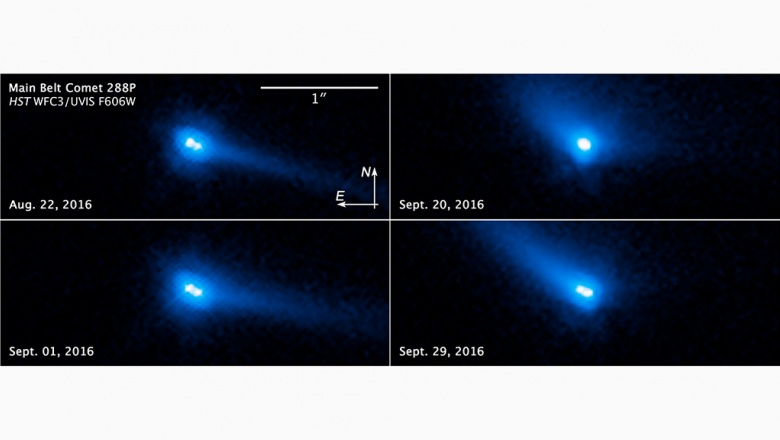 Main Belt Comet 288P
HST WFC3/UVIS F606W
1″
N
E
Aug. 22, 2016
Sept. 20, 2016
Sept. 01, 2016
Sept. 29, 2016